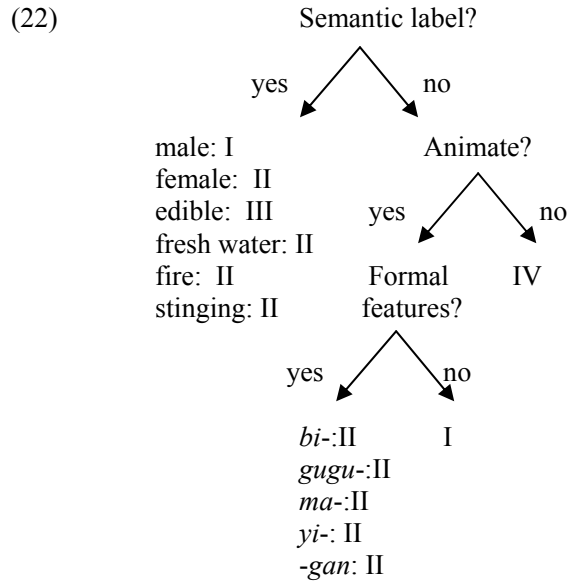 (22) Semantic label?
yes no
male: I Animate?
female: II
edible: III yes no
fresh water: II
fire: II Formal IV
stinging: II features?
yes no
bi-:II I
gugu-:II
ma-:II
yi-: II
-gan: II